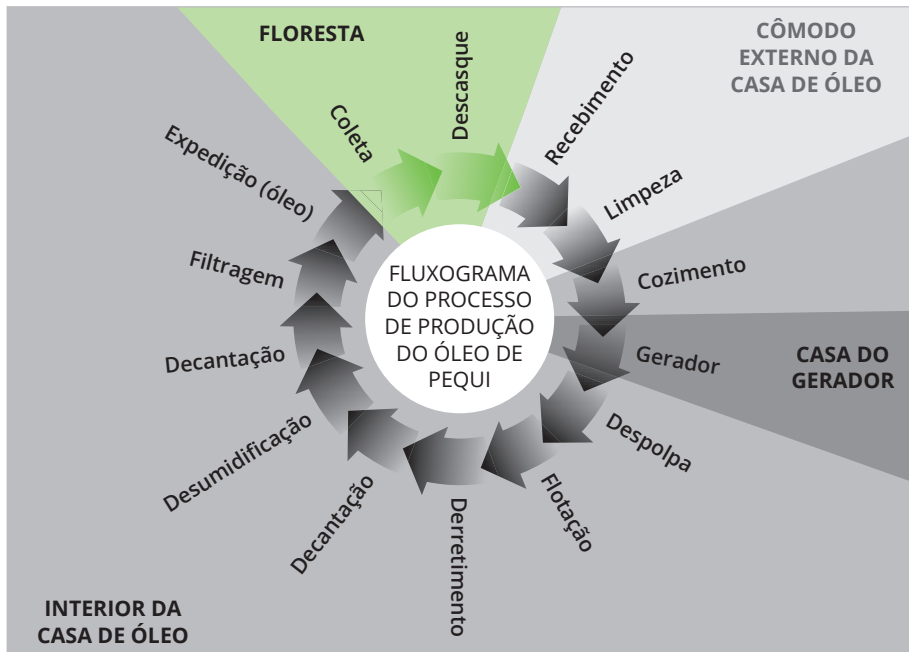 FLORESTA
CÔMODO
EXTERNO DA
CASA DE ÓLEO
Coleta
Descasque
Recebimento
Limpeza
Cozimento
Gerador
CASA DO
GERADOR
Despolpa
Flotação
Derretimento
Decantação
Desumidificação
Decantação
Filtragem
Expedição (óleo)
FLUXOGRAMA
DO PROCESSO
DE PRODUÇÃO
DO ÓLEO DE
PEQUI
INTERIOR DA
CASA DE ÓLEO